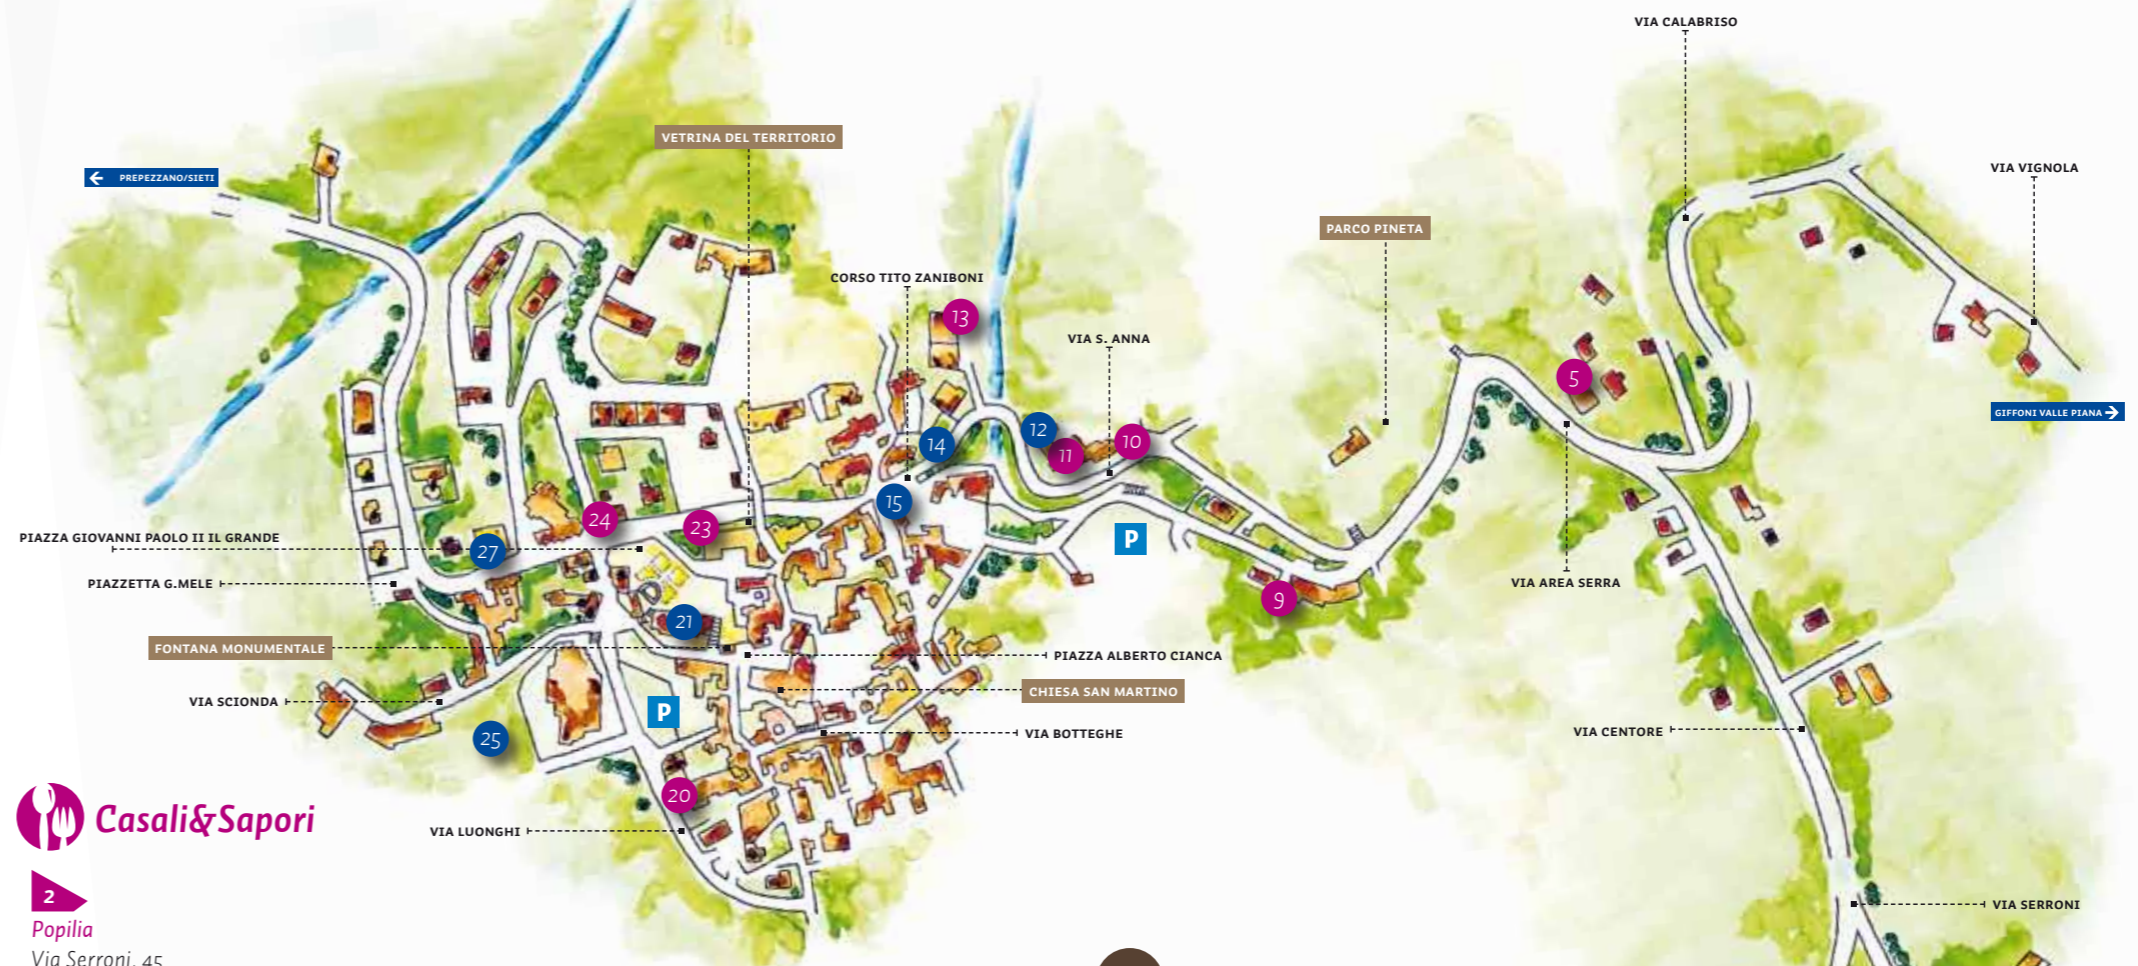 VIA CALABRISO
VETRINA DEL TERRITORIO
VIA VIGNOLA
PREPEZZANO/SIETI
PARCO PINETA
CORSO TITO ZANIBONI
13
VIA S. ANNA
5
GIFFONI VALLE PIANA
12
14
10
11
15
24
23
PIAZZA GIOVANNI PAOLO II IL GRANDE
P
27
PIAZZETTA G.MELE
VIA AREA SERRA
9
21
FONTANA MONUMENTALE
PIAZZA ALBERTO CIANCA
CHIESA SAN MARTINO
VIA SCIONDA
P
25
VIA BOTTEGHE
VIA CENTORE
20
Casali&Sapori
VIA LUONGHI
2
VIA SERRONI
Popilia
Via Serroni, 45